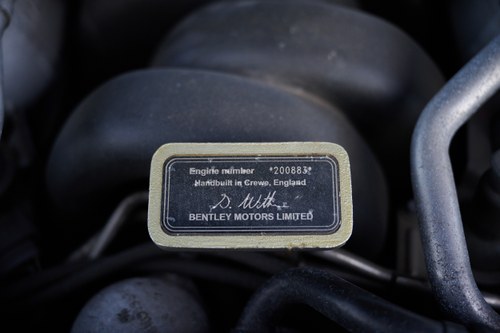 Engine number *200883*
Handbuilt in Crewe, England
BENTLEY MOTORS LIMITED